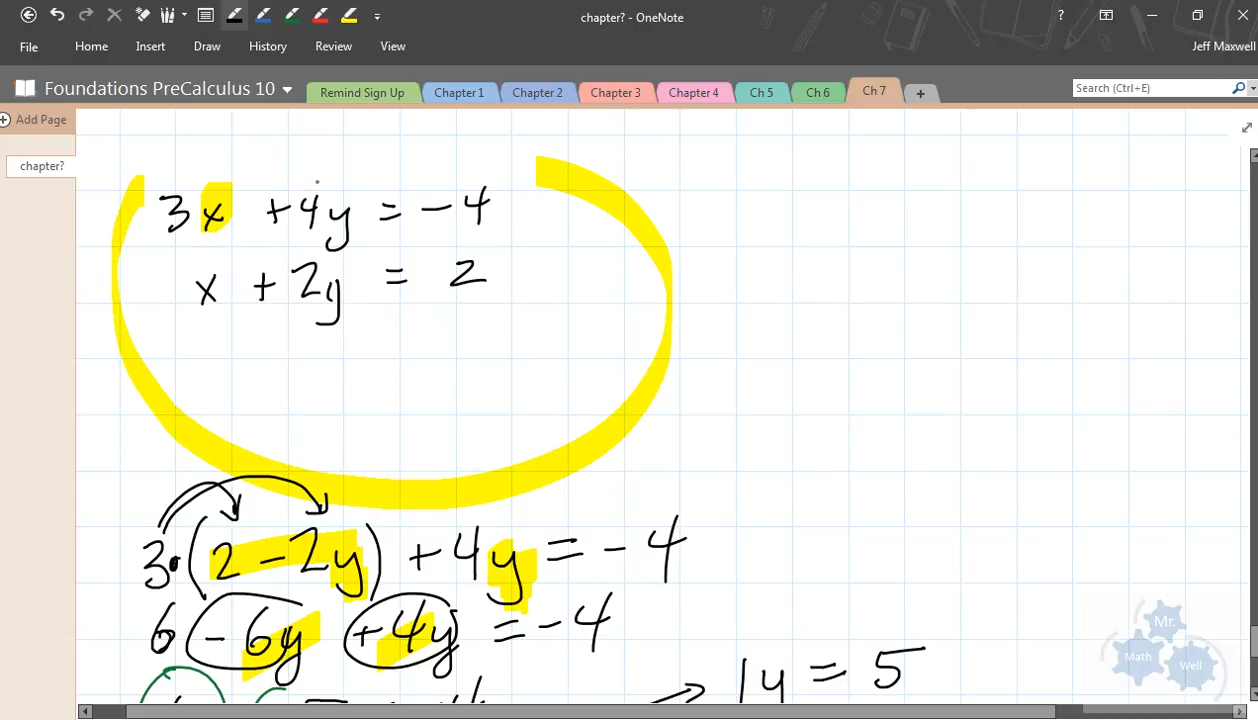 chapter? - OneNote
?
File Home Insert Draw History Review View
Jeff Maxwell
Foundations PreCalculus 10
Remind Sign Up Chapter 1 Chapter 2 Chapter 3 Chapter 4 Ch 5 Ch 6 Ch 7 +
Search (Ctrl+E)
Add Page
chapter?
3x + 4y = -4
x + 2y = 2
3·(2 - 2y) + 4y = -4
6 - 6y + 4y = -4
1y = 5
Mr.
Math
Well